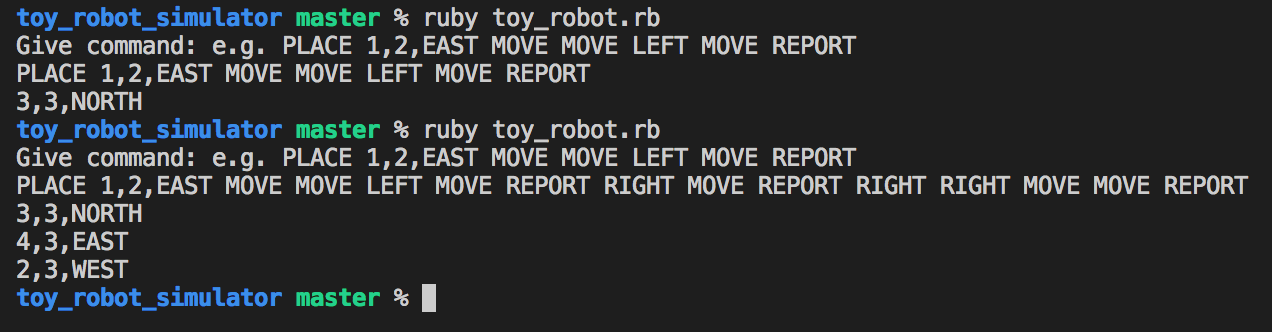 toy_robot_simulator master % ruby toy_robot.rb
Give command: e.g. PLACE 1,2,EAST MOVE MOVE LEFT MOVE REPORT
PLACE 1,2,EAST MOVE MOVE LEFT MOVE REPORT
3,3,NORTH
toy_robot_simulator master % ruby toy_robot.rb
Give command: e.g. PLACE 1,2,EAST MOVE MOVE LEFT MOVE REPORT
PLACE 1,2,EAST MOVE MOVE LEFT MOVE REPORT RIGHT MOVE REPORT RIGHT RIGHT MOVE MOVE REPORT
3,3,NORTH
4,3,EAST
2,3,WEST
toy_robot_simulator master %